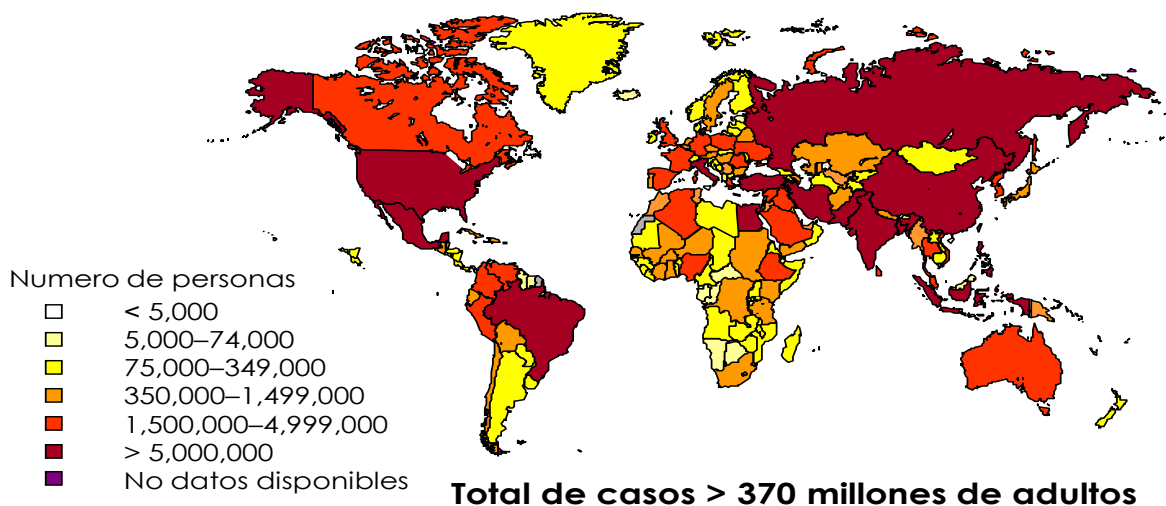 Numero de personas
< 5,000
5,000–74,000
75,000–349,000
350,000–1,499,000
1,500,000–4,999,000
> 5,000,000
No datos disponibles
Total de casos > 370 millones de adultos